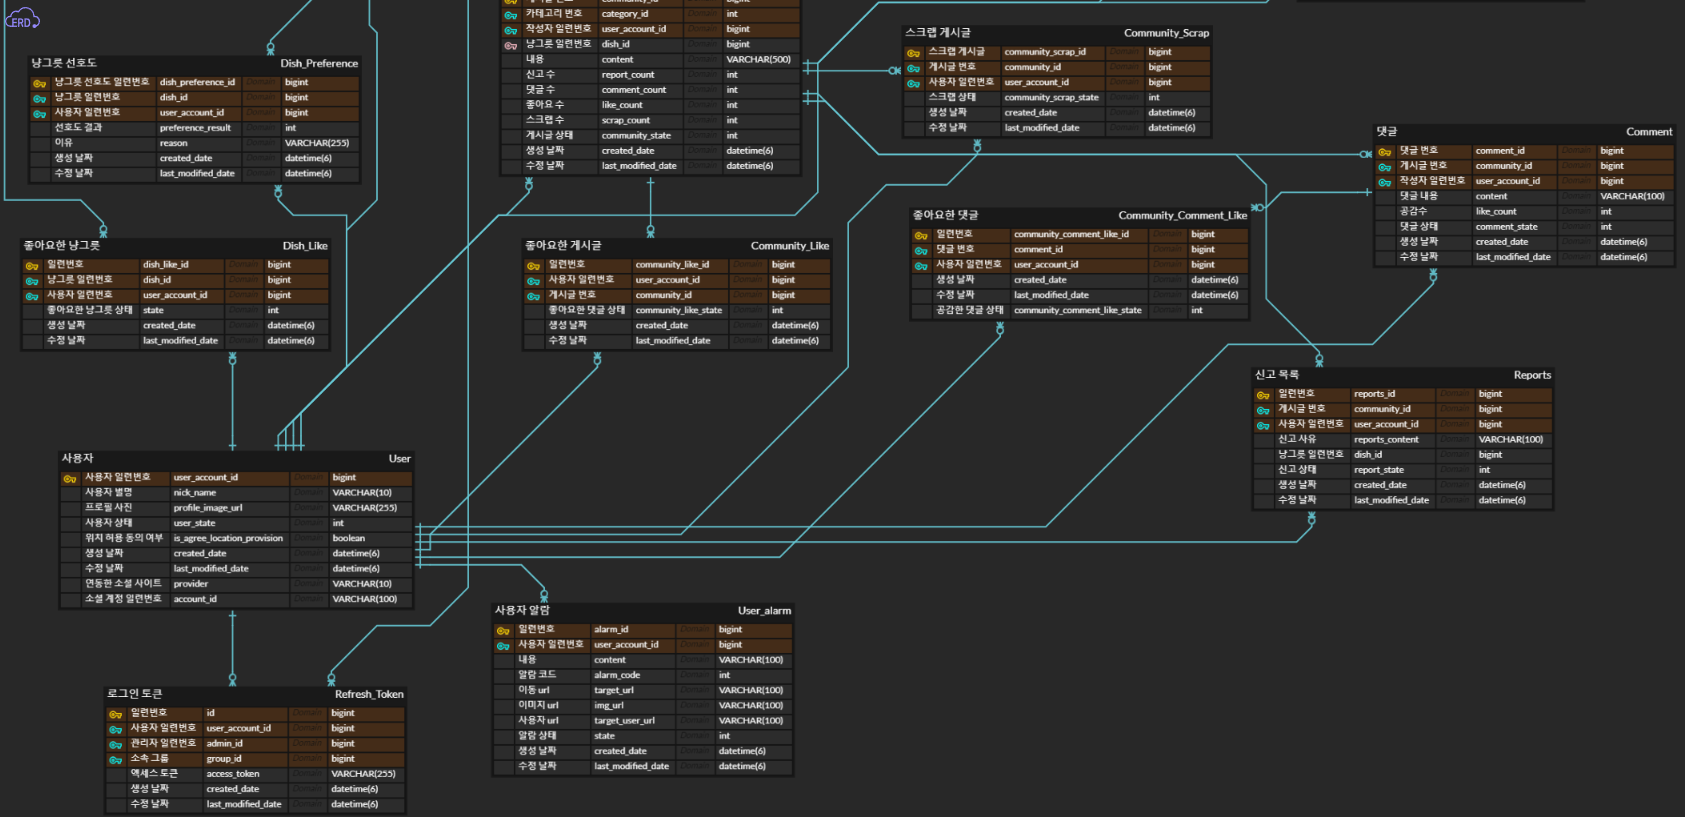 ERD
냥그릇 선호도 Dish_Preference
냥그릇 선호도 일련번호 dish_preference_id Domain bigint
냥그릇 일련번호 dish_id Domain bigint
사용자 일련번호 user_account_id Domain bigint
선호도 결과 preference_result Domain int
이유 reason Domain VARCHAR(255)
생성 날짜 created_date Domain datetime(6)
수정 날짜 last_modified_date Domain datetime(6)
카테고리 번호 category_id Domain int
작성자 일련번호 user_account_id Domain bigint
냥그릇 일련번호 dish_id Domain bigint
내용 content Domain VARCHAR(500)
신고 수 report_count Domain int
댓글 수 comment_count Domain int
좋아요 수 like_count Domain int
스크랩 수 scrap_count Domain int
게시글 상태 community_state Domain int
생성 날짜 created_date Domain datetime(6)
수정 날짜 last_modified_date Domain datetime(6)
스크랩 게시글 Community_Scrap
스크랩 게시글 community_scrap_id Domain bigint
게시글 번호 community_id Domain bigint
사용자 일련번호 user_account_id Domain bigint
스크랩 상태 community_scrap_state Domain int
생성 날짜 created_date Domain datetime(6)
수정 날짜 last_modified_date Domain datetime(6)
댓글 Comment
댓글 번호 comment_id Domain bigint
게시글 번호 community_id Domain bigint
작성자 일련번호 user_account_id Domain bigint
댓글 내용 content Domain VARCHAR(100)
공감수 like_count Domain int
댓글 상태 comment_state Domain int
생성 날짜 created_date Domain datetime(6)
수정 날짜 last_modified_date Domain datetime(6)
좋아요한 냥그릇 Dish_Like
일련번호 dish_like_id Domain bigint
냥그릇 일련번호 dish_id Domain bigint
사용자 일련번호 user_account_id Domain bigint
좋아요한 냥그릇 상태 state Domain int
생성 날짜 created_date Domain datetime(6)
수정 날짜 last_modified_date Domain datetime(6)
좋아요한 게시글 Community_Like
일련번호 community_like_id Domain bigint
사용자 일련번호 user_account_id Domain bigint
게시글 번호 community_id Domain bigint
좋아요한 댓글 상태 community_like_state Domain int
생성 날짜 created_date Domain datetime(6)
수정 날짜 last_modified_date Domain datetime(6)
좋아요한 댓글 Community_Comment_Like
일련번호 community_comment_like_id Domain bigint
댓글 번호 comment_id Domain bigint
사용자 일련번호 user_account_id Domain bigint
생성 날짜 created_date Domain datetime(6)
수정 날짜 last_modified_date Domain datetime(6)
공감한 댓글 상태 community_comment_like_state Domain int
신고 목록 Reports
일련번호 reports_id Domain bigint
게시글 번호 community_id Domain bigint
사용자 일련번호 user_account_id Domain bigint
신고 사유 reports_content Domain VARCHAR(100)
냥그릇 일련번호 dish_id Domain bigint
신고 상태 report_state Domain int
생성 날짜 created_date Domain datetime(6)
수정 날짜 last_modified_date Domain datetime(6)
사용자 User
사용자 일련번호 user_account_id Domain bigint
사용자 별명 nick_name Domain VARCHAR(10)
프로필 사진 profile_image_url Domain VARCHAR(255)
사용자 상태 user_state Domain int
위치 허용 동의 여부 is_agree_location_provision Domain boolean
생성 날짜 created_date Domain datetime(6)
수정 날짜 last_modified_date Domain datetime(6)
연동한 소셜 사이트 provider Domain VARCHAR(10)
소셜 계정 일련번호 account_id Domain VARCHAR(100)
사용자 알람 User_alarm
일련번호 alarm_id Domain bigint
사용자 일련번호 user_account_id Domain bigint
내용 content Domain VARCHAR(100)
알람 코드 alarm_code Domain int
이동 url target_url Domain VARCHAR(100)
이미지 url img_url Domain VARCHAR(100)
사용자 url target_user_url Domain VARCHAR(100)
알람 상태 state Domain int
생성 날짜 created_date Domain datetime(6)
수정 날짜 last_modified_date Domain datetime(6)
로그인 토큰 Refresh_Token
일련번호 id Domain bigint
사용자 일련번호 user_account_id Domain bigint
관리자 일련번호 admin_id Domain bigint
소속 그룹 group_id Domain bigint
액세스 토큰 access_token Domain VARCHAR(255)
생성 날짜 created_date Domain datetime(6)
수정 날짜 last_modified_date Domain datetime(6)